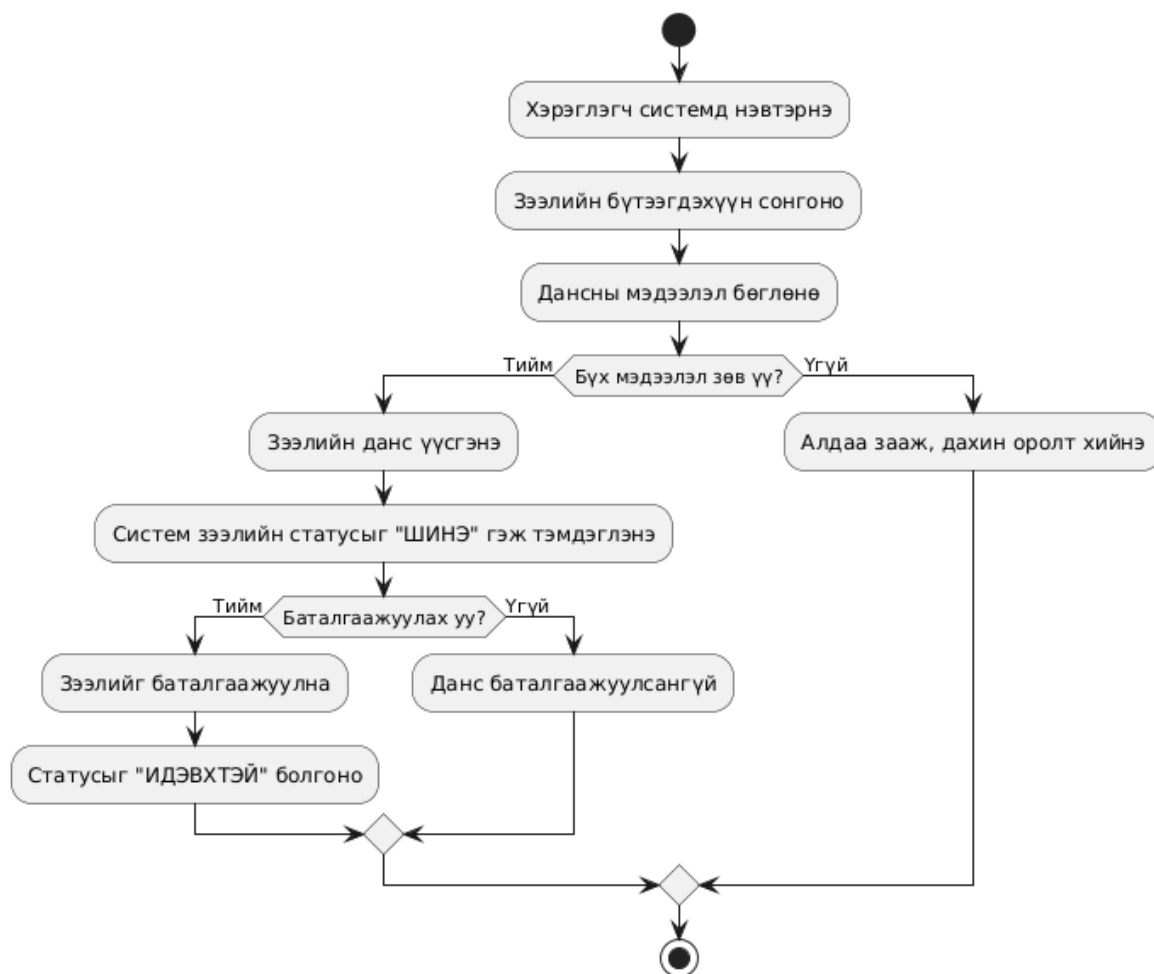 Хэрэглэгч системд нэвтэрнэ
Зээлийн бүтээгдэхүүн сонгоно
Дансны мэдээлэл бөглөнө
Тийм
Бүх мэдээлэл зөв үү?
Үгүй
Зээлийн данс үүсгэнэ
Алдаа зааж, дахин оролт хийнэ
Систем зээлийн статусыг "ШИНЭ" гэж тэмдэглэнэ
Тийм
Баталгаажуулах уу?
Үгүй
Зээлийг баталгаажуулна
Данс баталгаажуулсангүй
Статусыг "ИДЭВХТЭЙ" болгоно